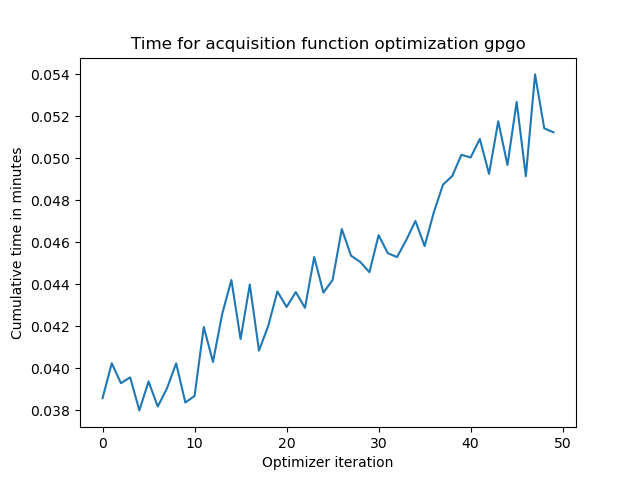 Time for acquisition function optimization gpgo
Cumulative time in minutes
0.054
0.052
0.050
0.048
0.046
0.044
0.042
0.040
0.038
0 10 20 30 40 50
Optimizer iteration